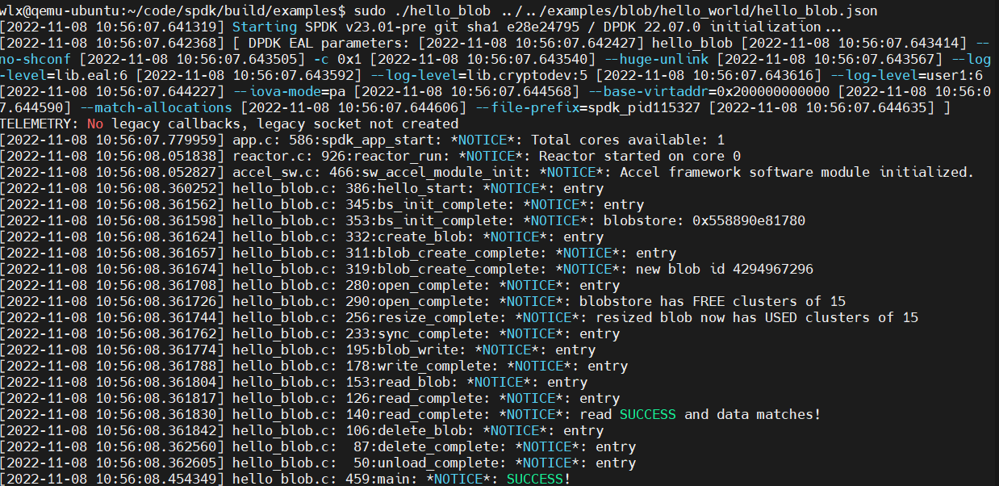 wlx@qemu-ubuntu:~/code/spdk/build/examples$ sudo ./hello_blob ../../examples/blob/hello_world/hello_blob.json
[2022-11-08 10:56:07.641319] Starting SPDK v23.01-pre git sha1 e28e24795 / DPDK 22.07.0 initialization...
[2022-11-08 10:56:07.642368] [ DPDK EAL parameters: [2022-11-08 10:56:07.642427] hello_blob [2022-11-08 10:56:07.643414] --
no-shconf [2022-11-08 10:56:07.643505] -c 0x1 [2022-11-08 10:56:07.643540] --huge-unlink [2022-11-08 10:56:07.643567] --log
-level=lib.eal:6 [2022-11-08 10:56:07.643592] --log-level=lib.cryptodev:5 [2022-11-08 10:56:07.643616] --log-level=user1:6
[2022-11-08 10:56:07.644227] --iova-mode=pa [2022-11-08 10:56:07.644568] --base-virtaddr=0x200000000000 [2022-11-08 10:56:0
7.644590] --match-allocations [2022-11-08 10:56:07.644606] --file-prefix=spdk_pid115327 [2022-11-08 10:56:07.644635] ]
TELEMETRY: No legacy callbacks, legacy socket not created
[2022-11-08 10:56:07.779959] app.c: 586:spdk_app_start: *NOTICE*: Total cores available: 1
[2022-11-08 10:56:08.051838] reactor.c: 926:reactor_run: *NOTICE*: Reactor started on core 0
[2022-11-08 10:56:08.052827] accel_sw.c: 466:sw_accel_module_init: *NOTICE*: Accel framework software module initialized.
[2022-11-08 10:56:08.360252] hello_blob.c: 386:hello_start: *NOTICE*: entry
[2022-11-08 10:56:08.361562] hello_blob.c: 345:bs_init_complete: *NOTICE*: entry
[2022-11-08 10:56:08.361598] hello_blob.c: 353:bs_init_complete: *NOTICE*: blobstore: 0x558890e81780
[2022-11-08 10:56:08.361624] hello_blob.c: 332:create_blob: *NOTICE*: entry
[2022-11-08 10:56:08.361657] hello_blob.c: 311:blob_create_complete: *NOTICE*: entry
[2022-11-08 10:56:08.361674] hello_blob.c: 319:blob_create_complete: *NOTICE*: new blob id 4294967296
[2022-11-08 10:56:08.361708] hello_blob.c: 280:open_complete: *NOTICE*: entry
[2022-11-08 10:56:08.361726] hello_blob.c: 290:open_complete: *NOTICE*: blobstore has FREE clusters of 15
[2022-11-08 10:56:08.361744] hello_blob.c: 256:resize_complete: *NOTICE*: resized blob now has USED clusters of 15
[2022-11-08 10:56:08.361762] hello_blob.c: 233:sync_complete: *NOTICE*: entry
[2022-11-08 10:56:08.361774] hello_blob.c: 195:blob_write: *NOTICE*: entry
[2022-11-08 10:56:08.361788] hello_blob.c: 178:write_complete: *NOTICE*: entry
[2022-11-08 10:56:08.361804] hello_blob.c: 153:read_blob: *NOTICE*: entry
[2022-11-08 10:56:08.361817] hello_blob.c: 126:read_complete: *NOTICE*: entry
[2022-11-08 10:56:08.361830] hello_blob.c: 140:read_complete: *NOTICE*: read SUCCESS and data matches!
[2022-11-08 10:56:08.361842] hello_blob.c: 106:delete_blob: *NOTICE*: entry
[2022-11-08 10:56:08.362560] hello_blob.c:  87:delete_complete: *NOTICE*: entry
[2022-11-08 10:56:08.362605] hello_blob.c:  50:unload_complete: *NOTICE*: entry
[2022-11-08 10:56:08.454349] hello_blob.c: 459:main: *NOTICE*: SUCCESS!